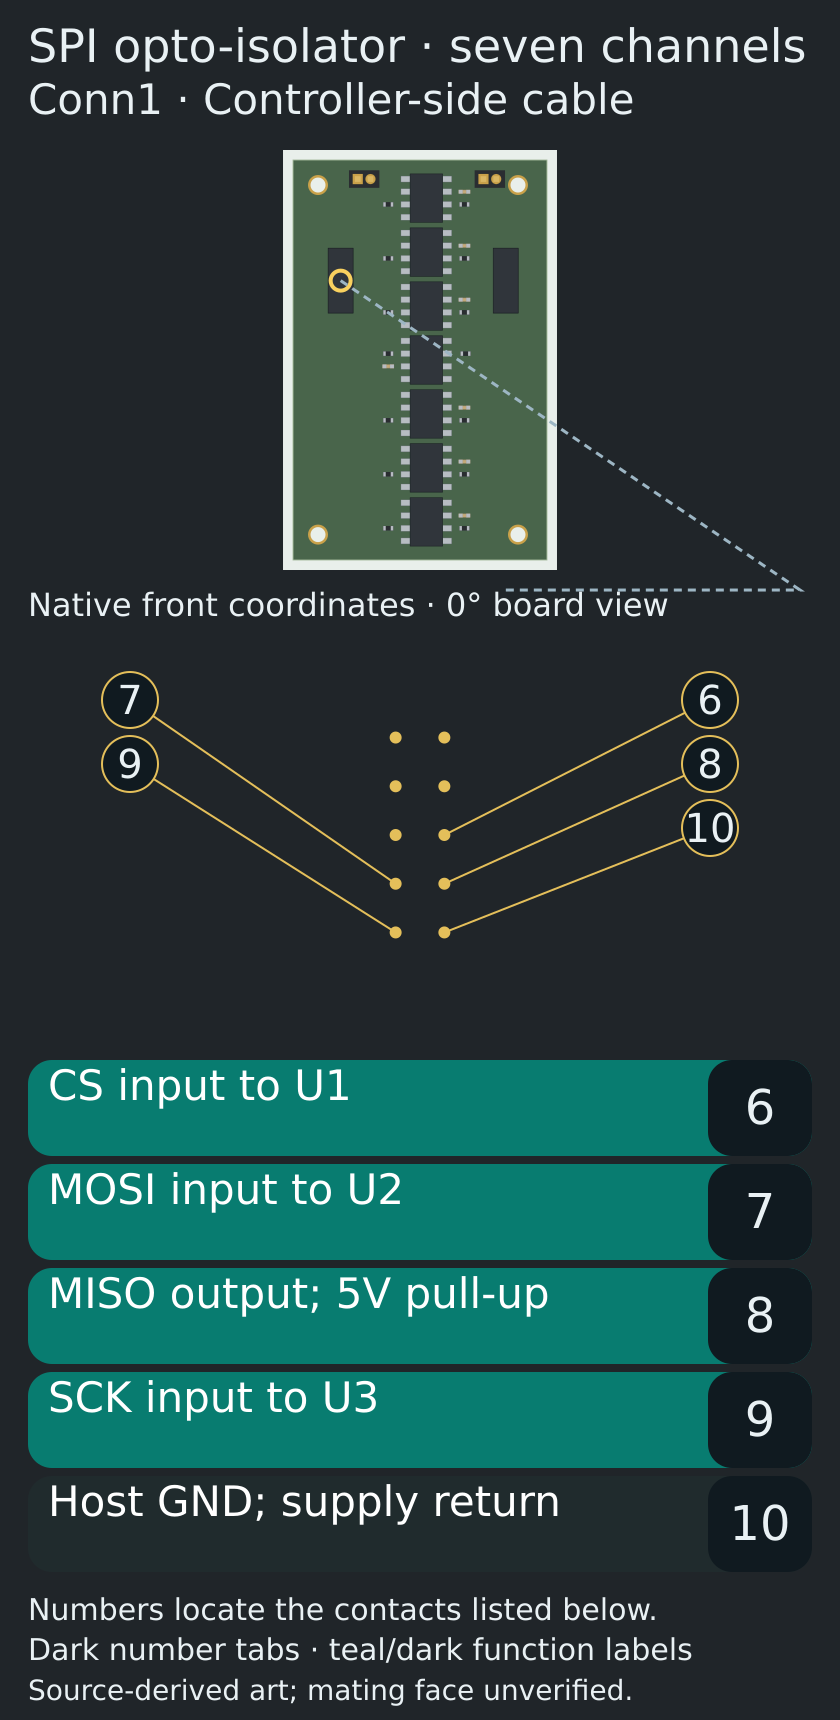 SPI opto-isolator · seven channels
Conn1 · Controller-side cable
Native front coordinates · 0° board view
7
6
9
8
10
CS input to U1
6
MOSI input to U2
7
MISO output; 5V pull-up
8
SCK input to U3
9
Host GND; supply return
10
Numbers locate the contacts listed below.
Dark number tabs · teal/dark function labels
Source-derived art; mating face unverified.